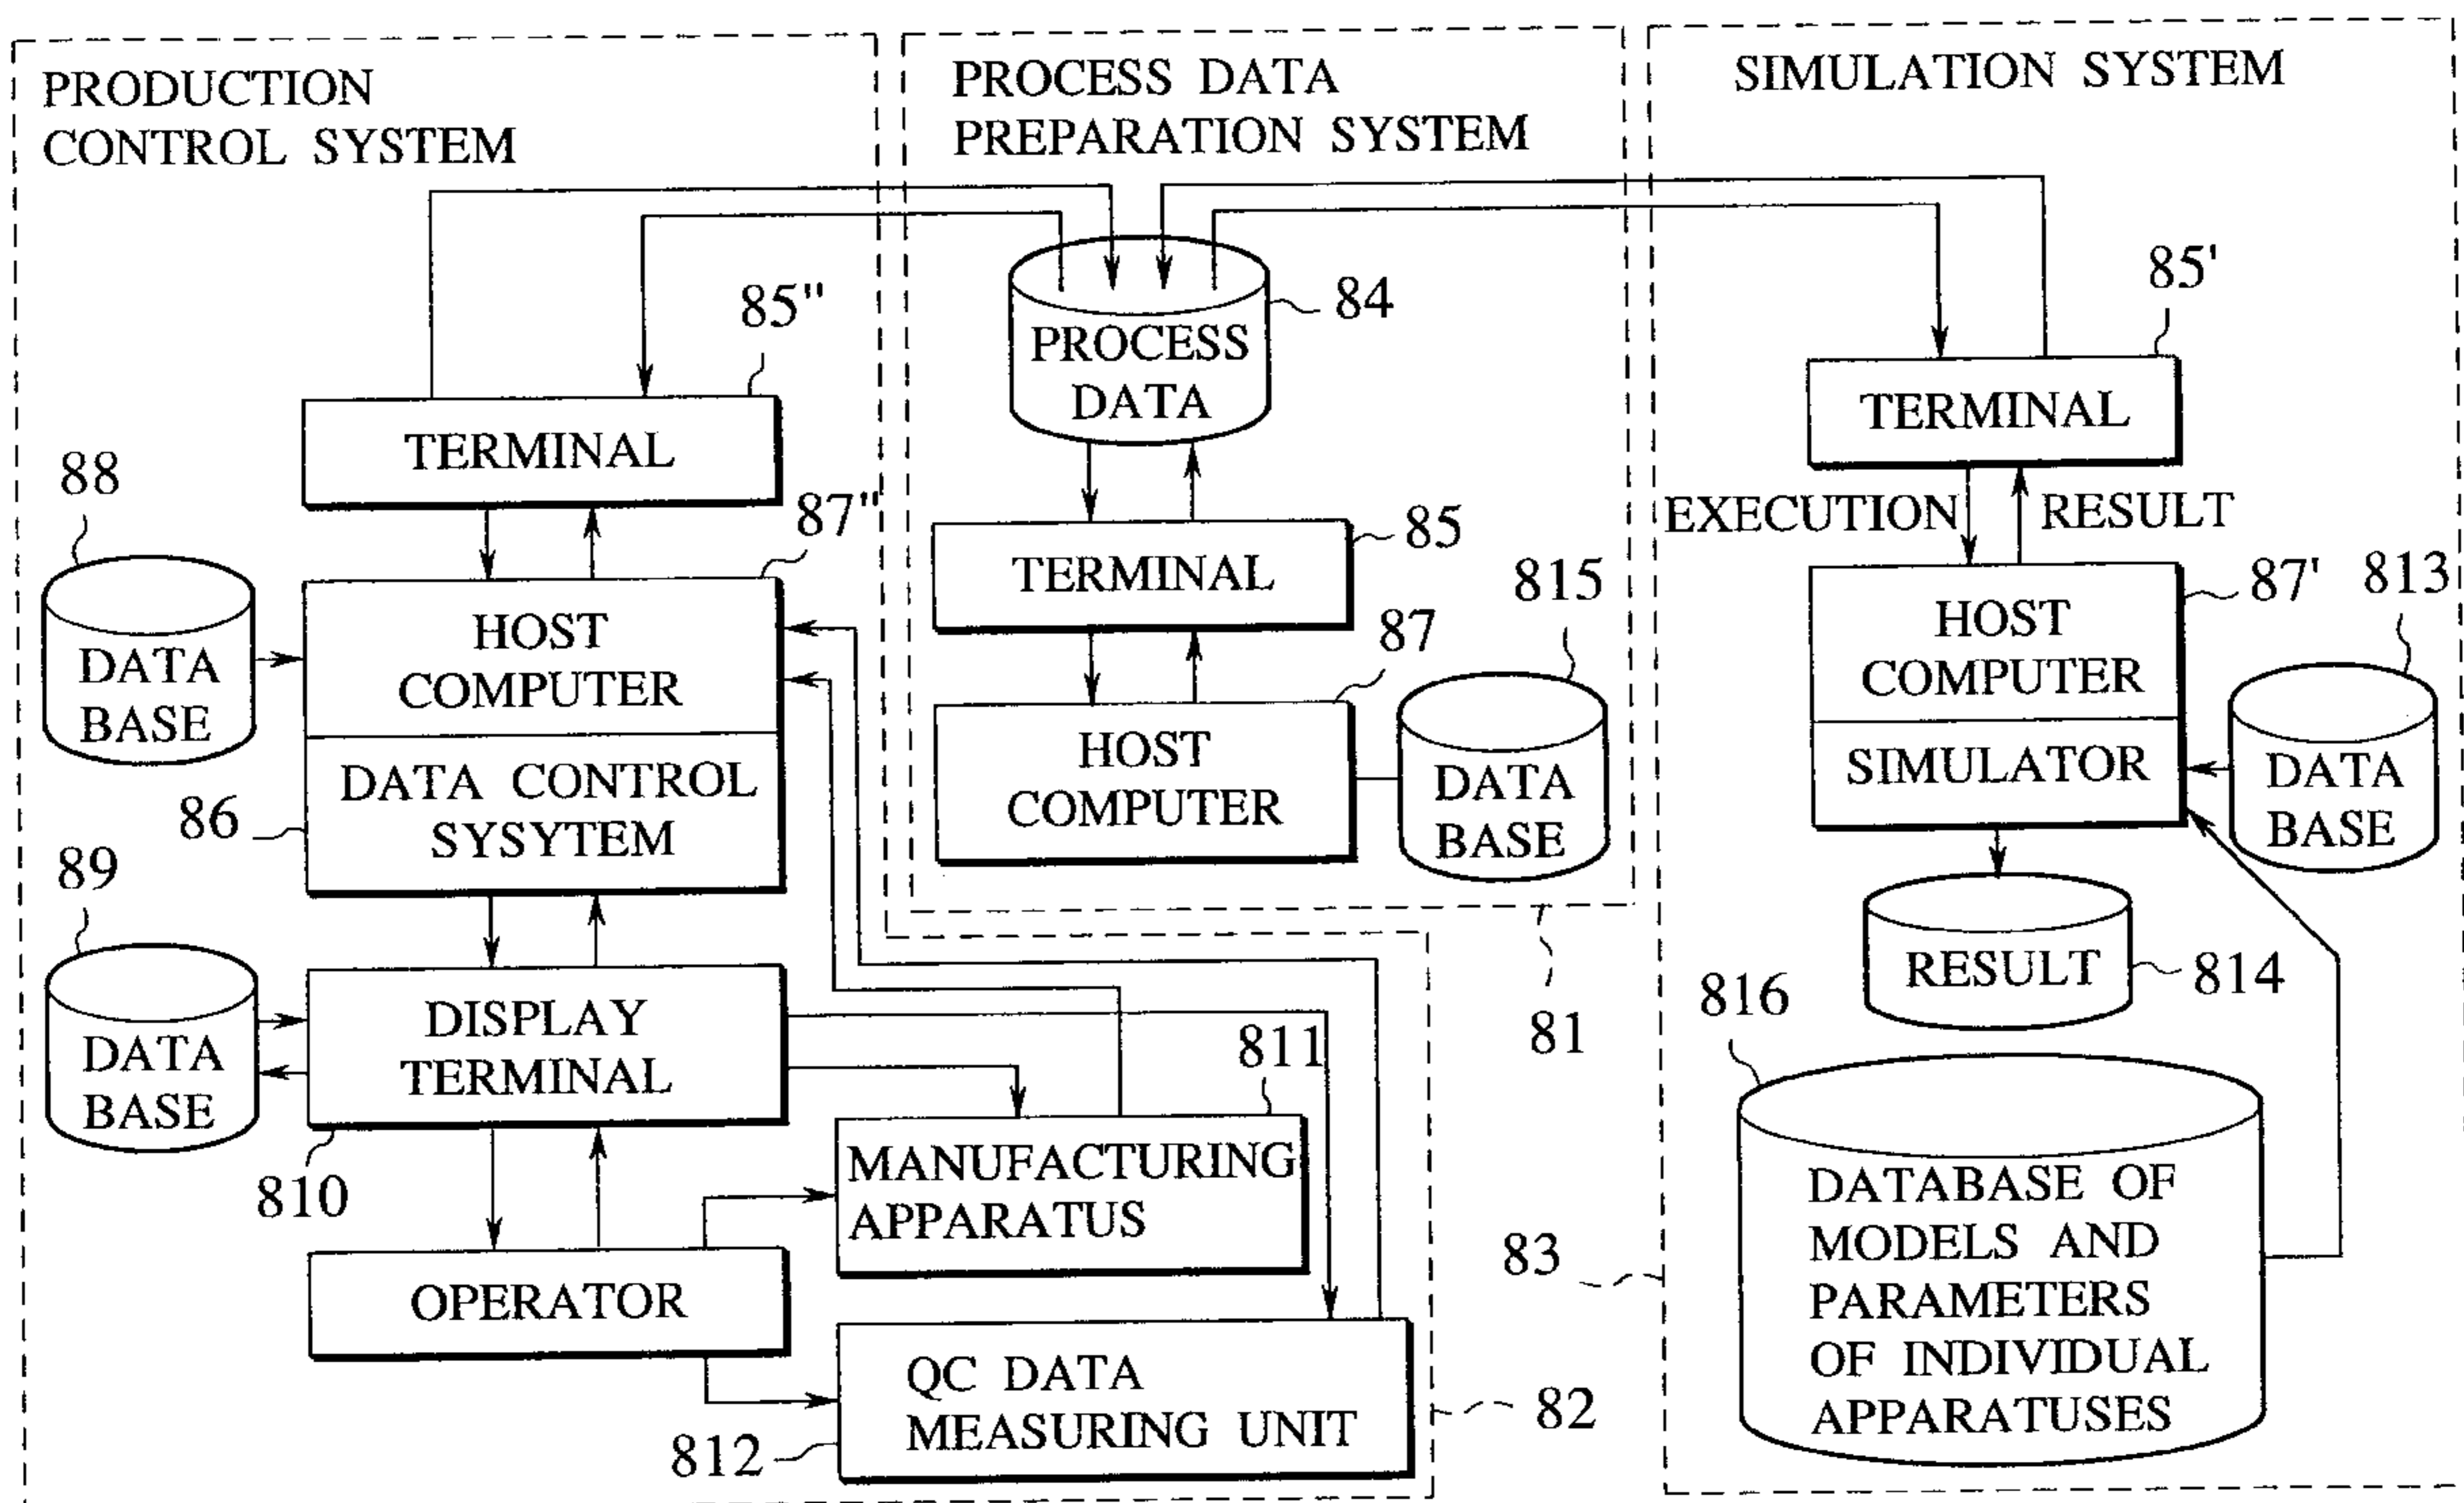 PRODUCTION
CONTROL SYSTEM
85"
TERMINAL
88
DATA
BASE
87"
HOST
COMPUTER
DATA CONTROL
SYSYTEM
86
89
DATA
BASE
DISPLAY
TERMINAL
810
OPERATOR
811
MANUFACTURING
APPARATUS
QC DATA
MEASURING UNIT
812
82
PROCESS DATA
PREPARATION SYSTEM
84
PROCESS
DATA
85
TERMINAL
87
HOST
COMPUTER
815
DATA
BASE
81
SIMULATION SYSTEM
85'
TERMINAL
EXECUTION
RESULT
87'
HOST
COMPUTER
SIMULATOR
813
DATA
BASE
RESULT
814
816
DATABASE OF
MODELS AND
PARAMETERS
OF INDIVIDUAL
APPARATUSES
83